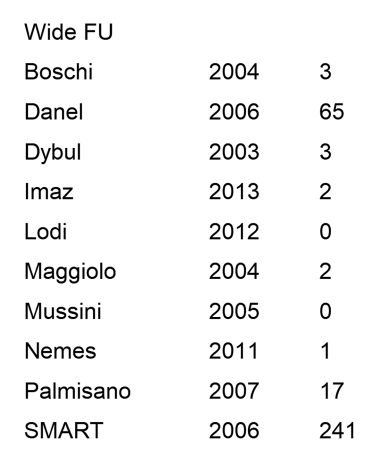 Wide FU
Boschi 2004 3
Danel 2006 65
Dybul 2003 3
Imaz 2013 2
Lodi 2012 0
Maggiolo 2004 2
Mussini 2005 0
Nemes 2011 1
Palmisano 2007 17
SMART 2006 241